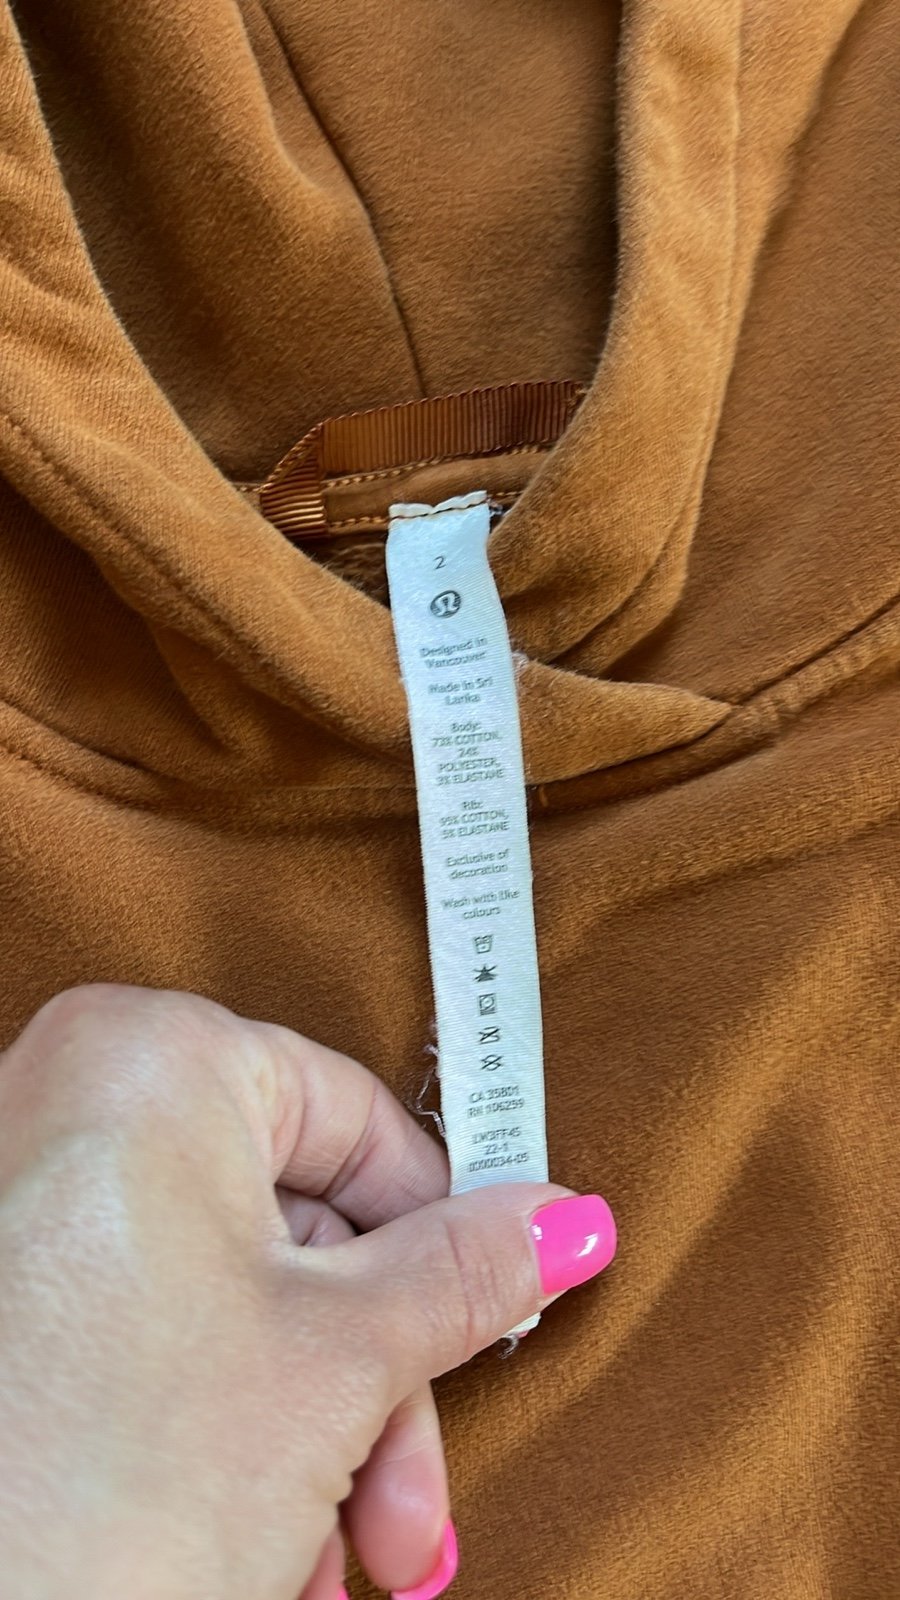 2
Designed in
Vancouver
Made in Sri
Lanka
Body:
73% COTTON,
24%
POLYESTER,
3% ELASTANE
Rib:
95% COTTON,
5% ELASTANE
Exclusive of
decoration
Wash with like
colours
CA 35801
RN 106259
LW3FF4S
22-1
0000034-05